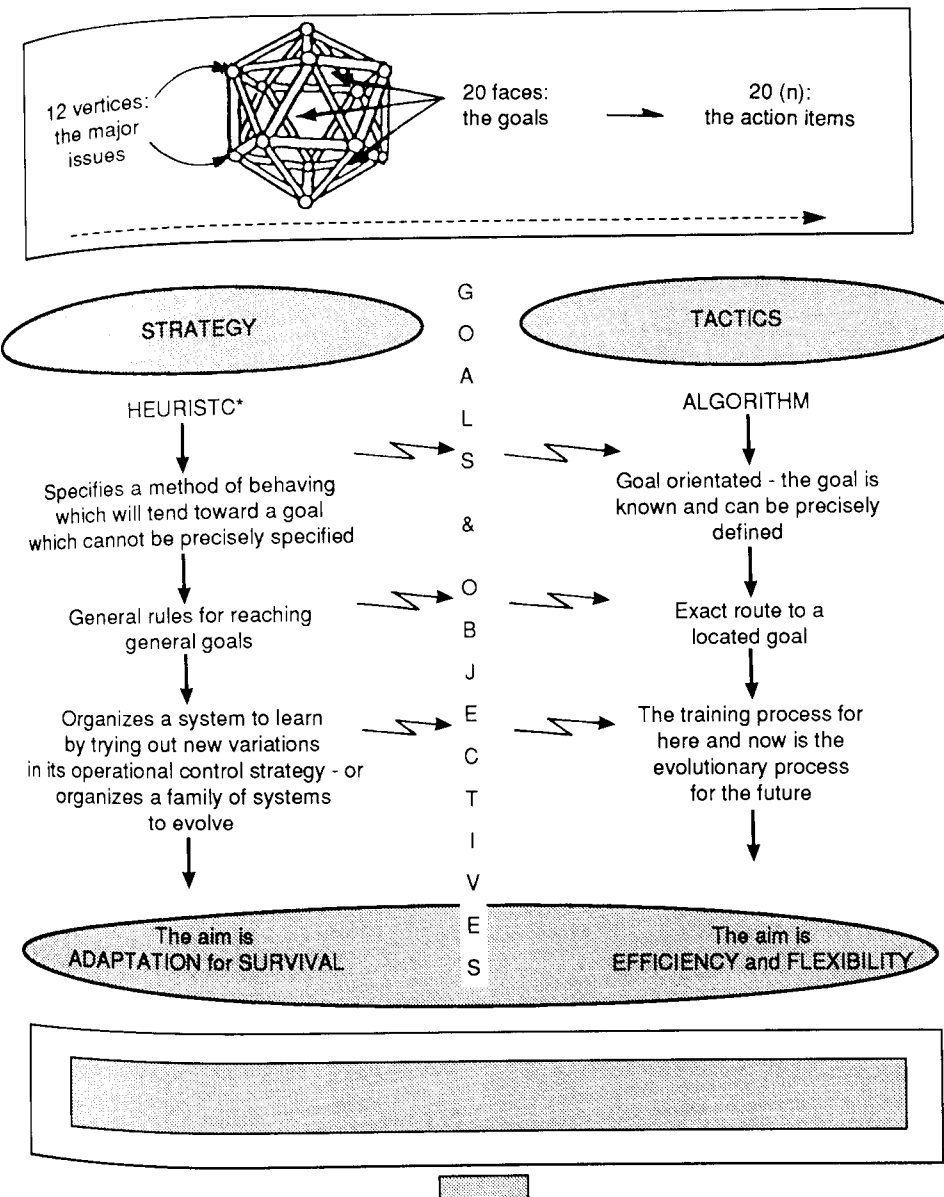 12 vertices:
the major
issues
20 faces:
the goals
20 (n):
the action items
STRATEGY
HEURISTC*
Specifies a method of behaving
which will tend toward a goal
which cannot be precisely specified
General rules for reaching
general goals
Organizes a system to learn
by trying out new variations
in its operational control strategy - or
organizes a family of systems
to evolve
The aim is
ADAPTATION for SURVIVAL
G
O
A
L
S
&
O
B
J
E
C
T
I
V
E
S
TACTICS
ALGORITHM
Goal orientated - the goal is
known and can be precisely
defined
Exact route to a
located goal
The training process for
here and now is the
evolutionary process
for the future
The aim is
EFFICIENCY and FLEXIBILITY